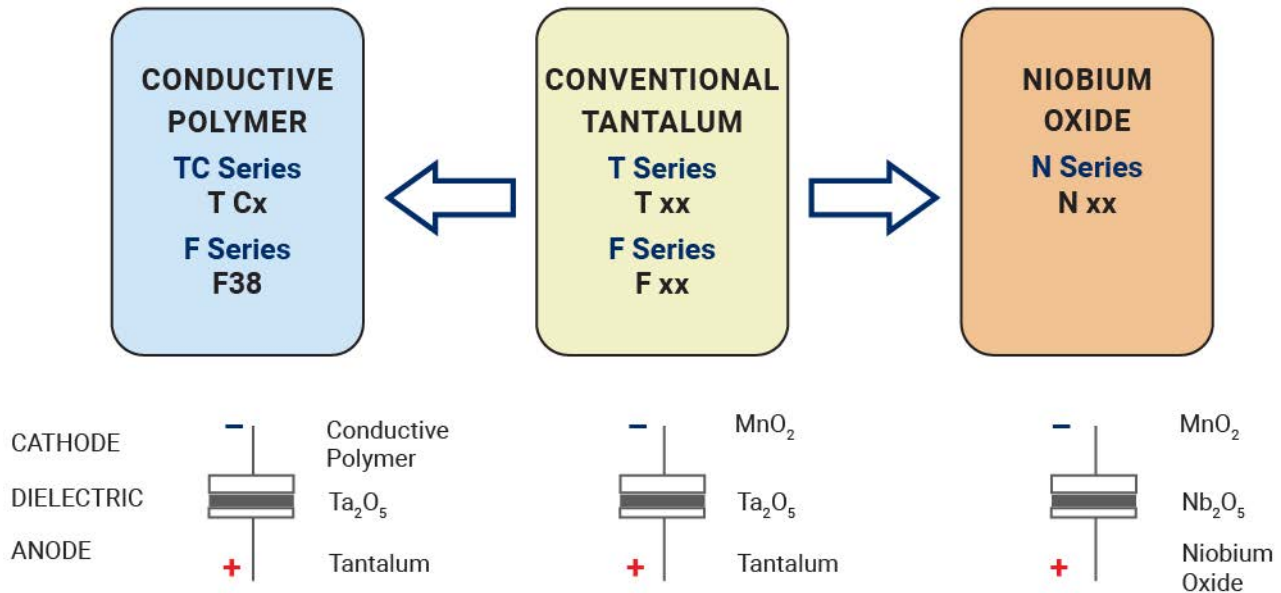 CONDUCTIVE
POLYMER
TC Series
T Cx
F Series
F38
CONVENTIONAL
TANTALUM
T Series
T xx
F Series
F xx
NIOBIUM
OXIDE
N Series
N xx
CATHODE
DIELECTRIC
ANODE
–
Conductive
Polymer
Ta₂O₅
+
Tantalum
–
MnO₂
Ta₂O₅
+
Tantalum
–
MnO₂
Nb₂O₅
+
Niobium
Oxide